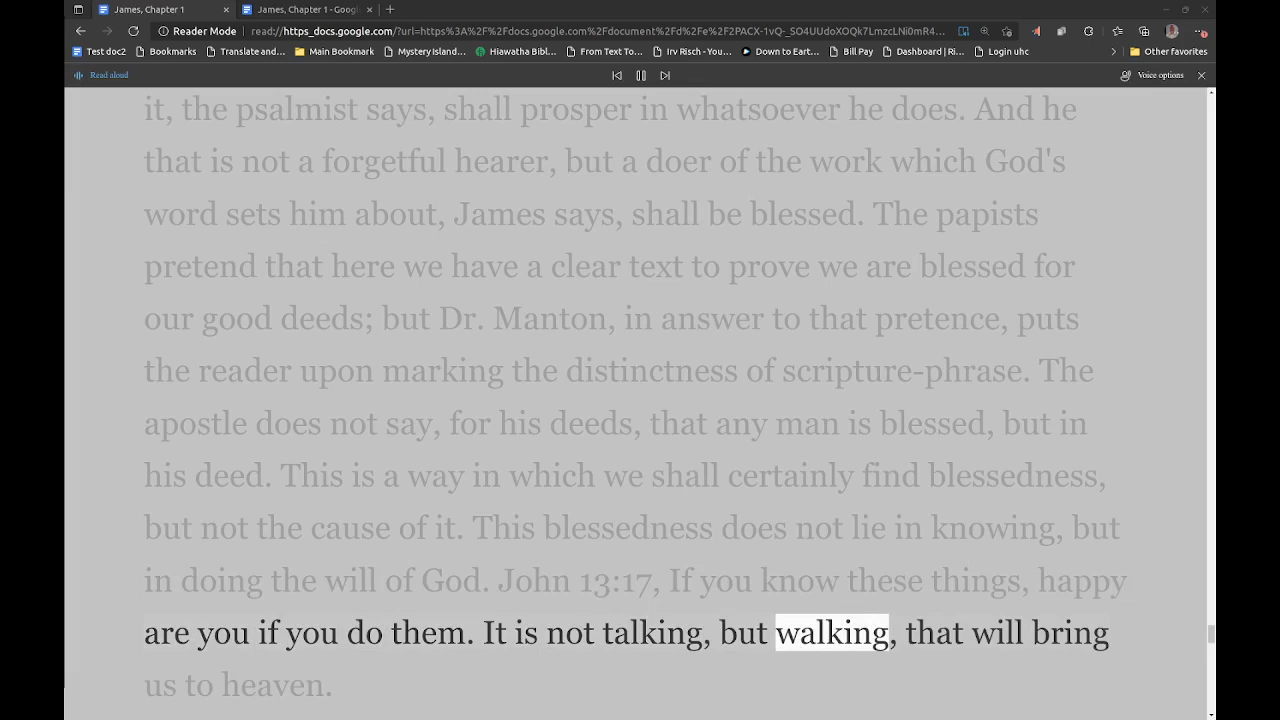 James, Chapter 1
James, Chapter 1 - Googl
Reader Mode
read://https_docs.google.com/?url=https%3A%2F%2Fdocs.google.com%2Fdocument%2Fd%2Fe%2F2PACX-1vQ-_SO4UUdoXOQk7LmzcLNi0mR4...
Test doc2
Bookmarks
Translate and...
Main Bookmark
Mystery Island...
Hiawatha Bibl...
From Text To...
Irv Risch - You...
Down to Eart...
Bill Pay
Dashboard | Ri...
Login uhc
Other favorites
Read aloud
Voice options
it, the psalmist says, shall prosper in whatsoever he does. And he
that is not a forgetful hearer, but a doer of the work which God's
word sets him about, James says, shall be blessed. The papists
pretend that here we have a clear text to prove we are blessed for
our good deeds; but Dr. Manton, in answer to that pretence, puts
the reader upon marking the distinctness of scripture-phrase. The
apostle does not say, for his deeds, that any man is blessed, but in
his deed. This is a way in which we shall certainly find blessedness,
but not the cause of it. This blessedness does not lie in knowing, but
in doing the will of God. John 13:17, If you know these things, happy
are you if you do them. It is not talking, but walking, that will bring
us to heaven.